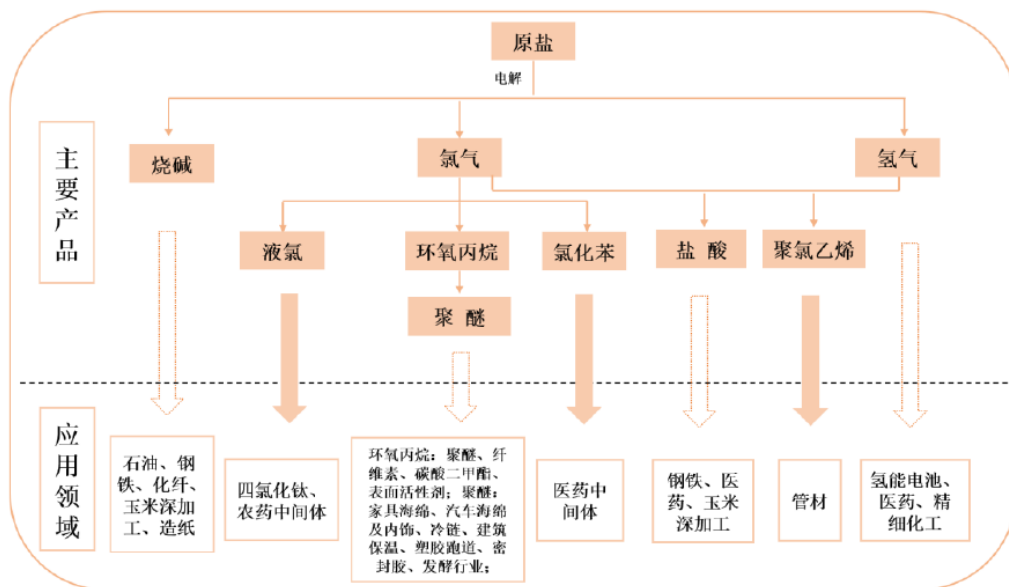 原盐
电解
主要产品
烧碱
氯气
氢气
液氯
环氧丙烷
氯化苯
盐 酸
聚氯乙烯
聚 醚
应用领域
石油、钢
铁、化纤、
玉米深加
工、造纸
四氯化钛、
农药中间体
环氧丙烷：聚醚、纤
维素、碳酸二甲酯、
表面活性剂；聚醚：
家具海绵、汽车海绵
及内饰、冷链、建筑
保温、塑胶跑道、密
封胶、发酵行业；
医药中
间体
钢铁、医
药、玉米
深加工
管材
氢能电池
、医药、精
细化工